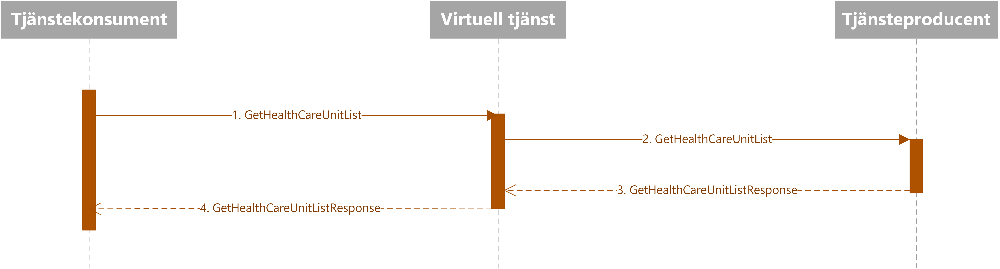 Tjänstekonsument
Virtuell tjänst
Tjänsteproducent
1. GetHealthCareUnitList
2. GetHealthCareUnitList
3. GetHealthCareUnitListResponse
4. GetHealthCareUnitListResponse